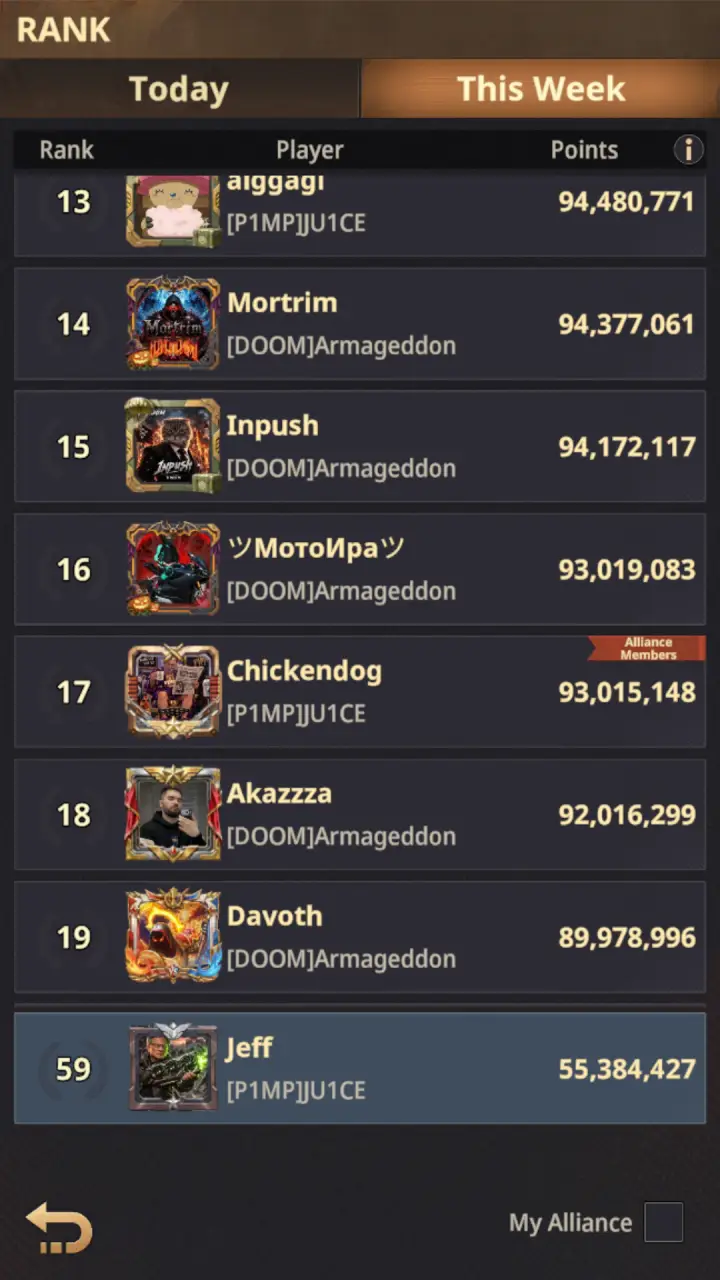 RANK
Today
This Week
Rank
Player
Points
13
aiggagi
[P1MP]JU1CE
94,480,771
14
Mortrim
[DOOM]Armageddon
94,377,061
15
Inpush
[DOOM]Armageddon
94,172,117
16
ツМотоИраツ
[DOOM]Armageddon
93,019,083
Alliance
Members
17
Chickendog
[P1MP]JU1CE
93,015,148
18
Akazzza
[DOOM]Armageddon
92,016,299
19
Davoth
[DOOM]Armageddon
89,978,996
59
Jeff
[P1MP]JU1CE
55,384,427
My Alliance